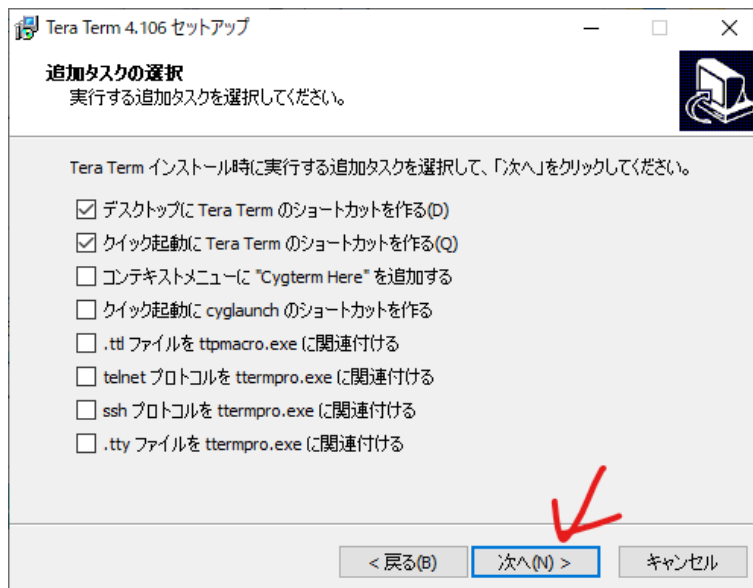 Tera Term 4.106 セットアップ
追加タスクの選択
実行する追加タスクを選択してください。
Tera Term インストール時に実行する追加タスクを選択して、「次へ」をクリックしてください。
デスクトップに Tera Term のショートカットを作る(D)
クイック起動に Tera Term のショートカットを作る(Q)
コンテキストメニューに "Cygterm Here" を追加する
クイック起動に cyglaunch のショートカットを作る
.ttl ファイルを ttpmacro.exe に関連付ける
telnet プロトコルを ttermpro.exe に関連付ける
ssh プロトコルを ttermpro.exe に関連付ける
.tty ファイルを ttermpro.exe に関連付ける
< 戻る(B) 次へ(N) > キャンセル